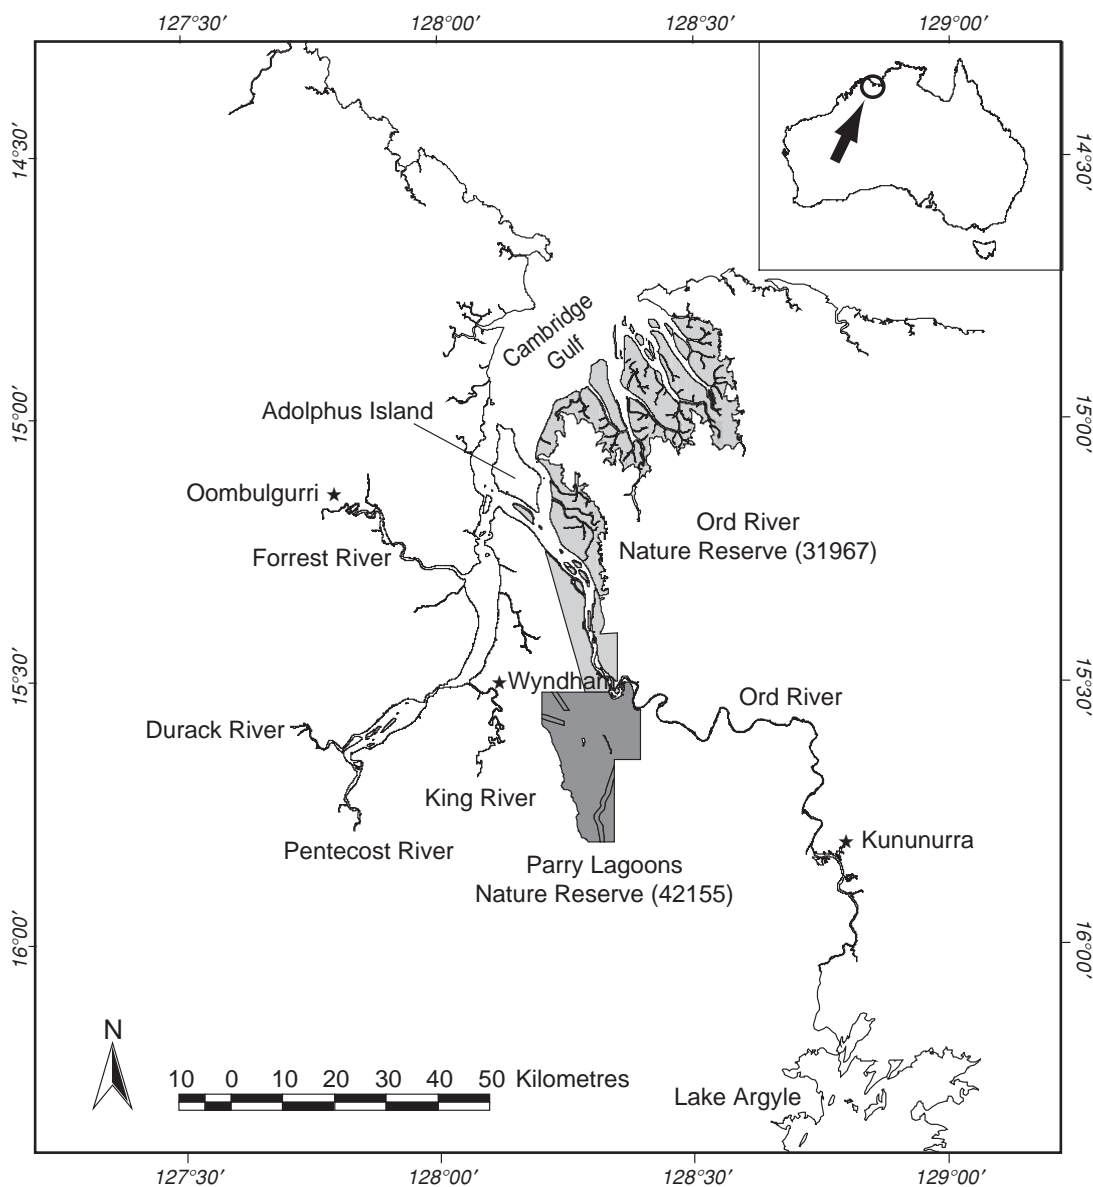 127°30′ 128°00′ 128°30′ 129°00′
14°30′
14°30′
Cambridge
Gulf
Adolphus Island
15°00′
15°00′
Oombulgurri
Ord River
Nature Reserve (31967)
Forrest River
15°30′
Wyndham
15°30′
Ord River
Durack River
King River
Kununurra
Pentecost River
Parry Lagoons
Nature Reserve (42155)
16°00′
16°00′
N
10 0 10 20 30 40 50 Kilometres
Lake Argyle
127°30′ 128°00′ 128°30′ 129°00′